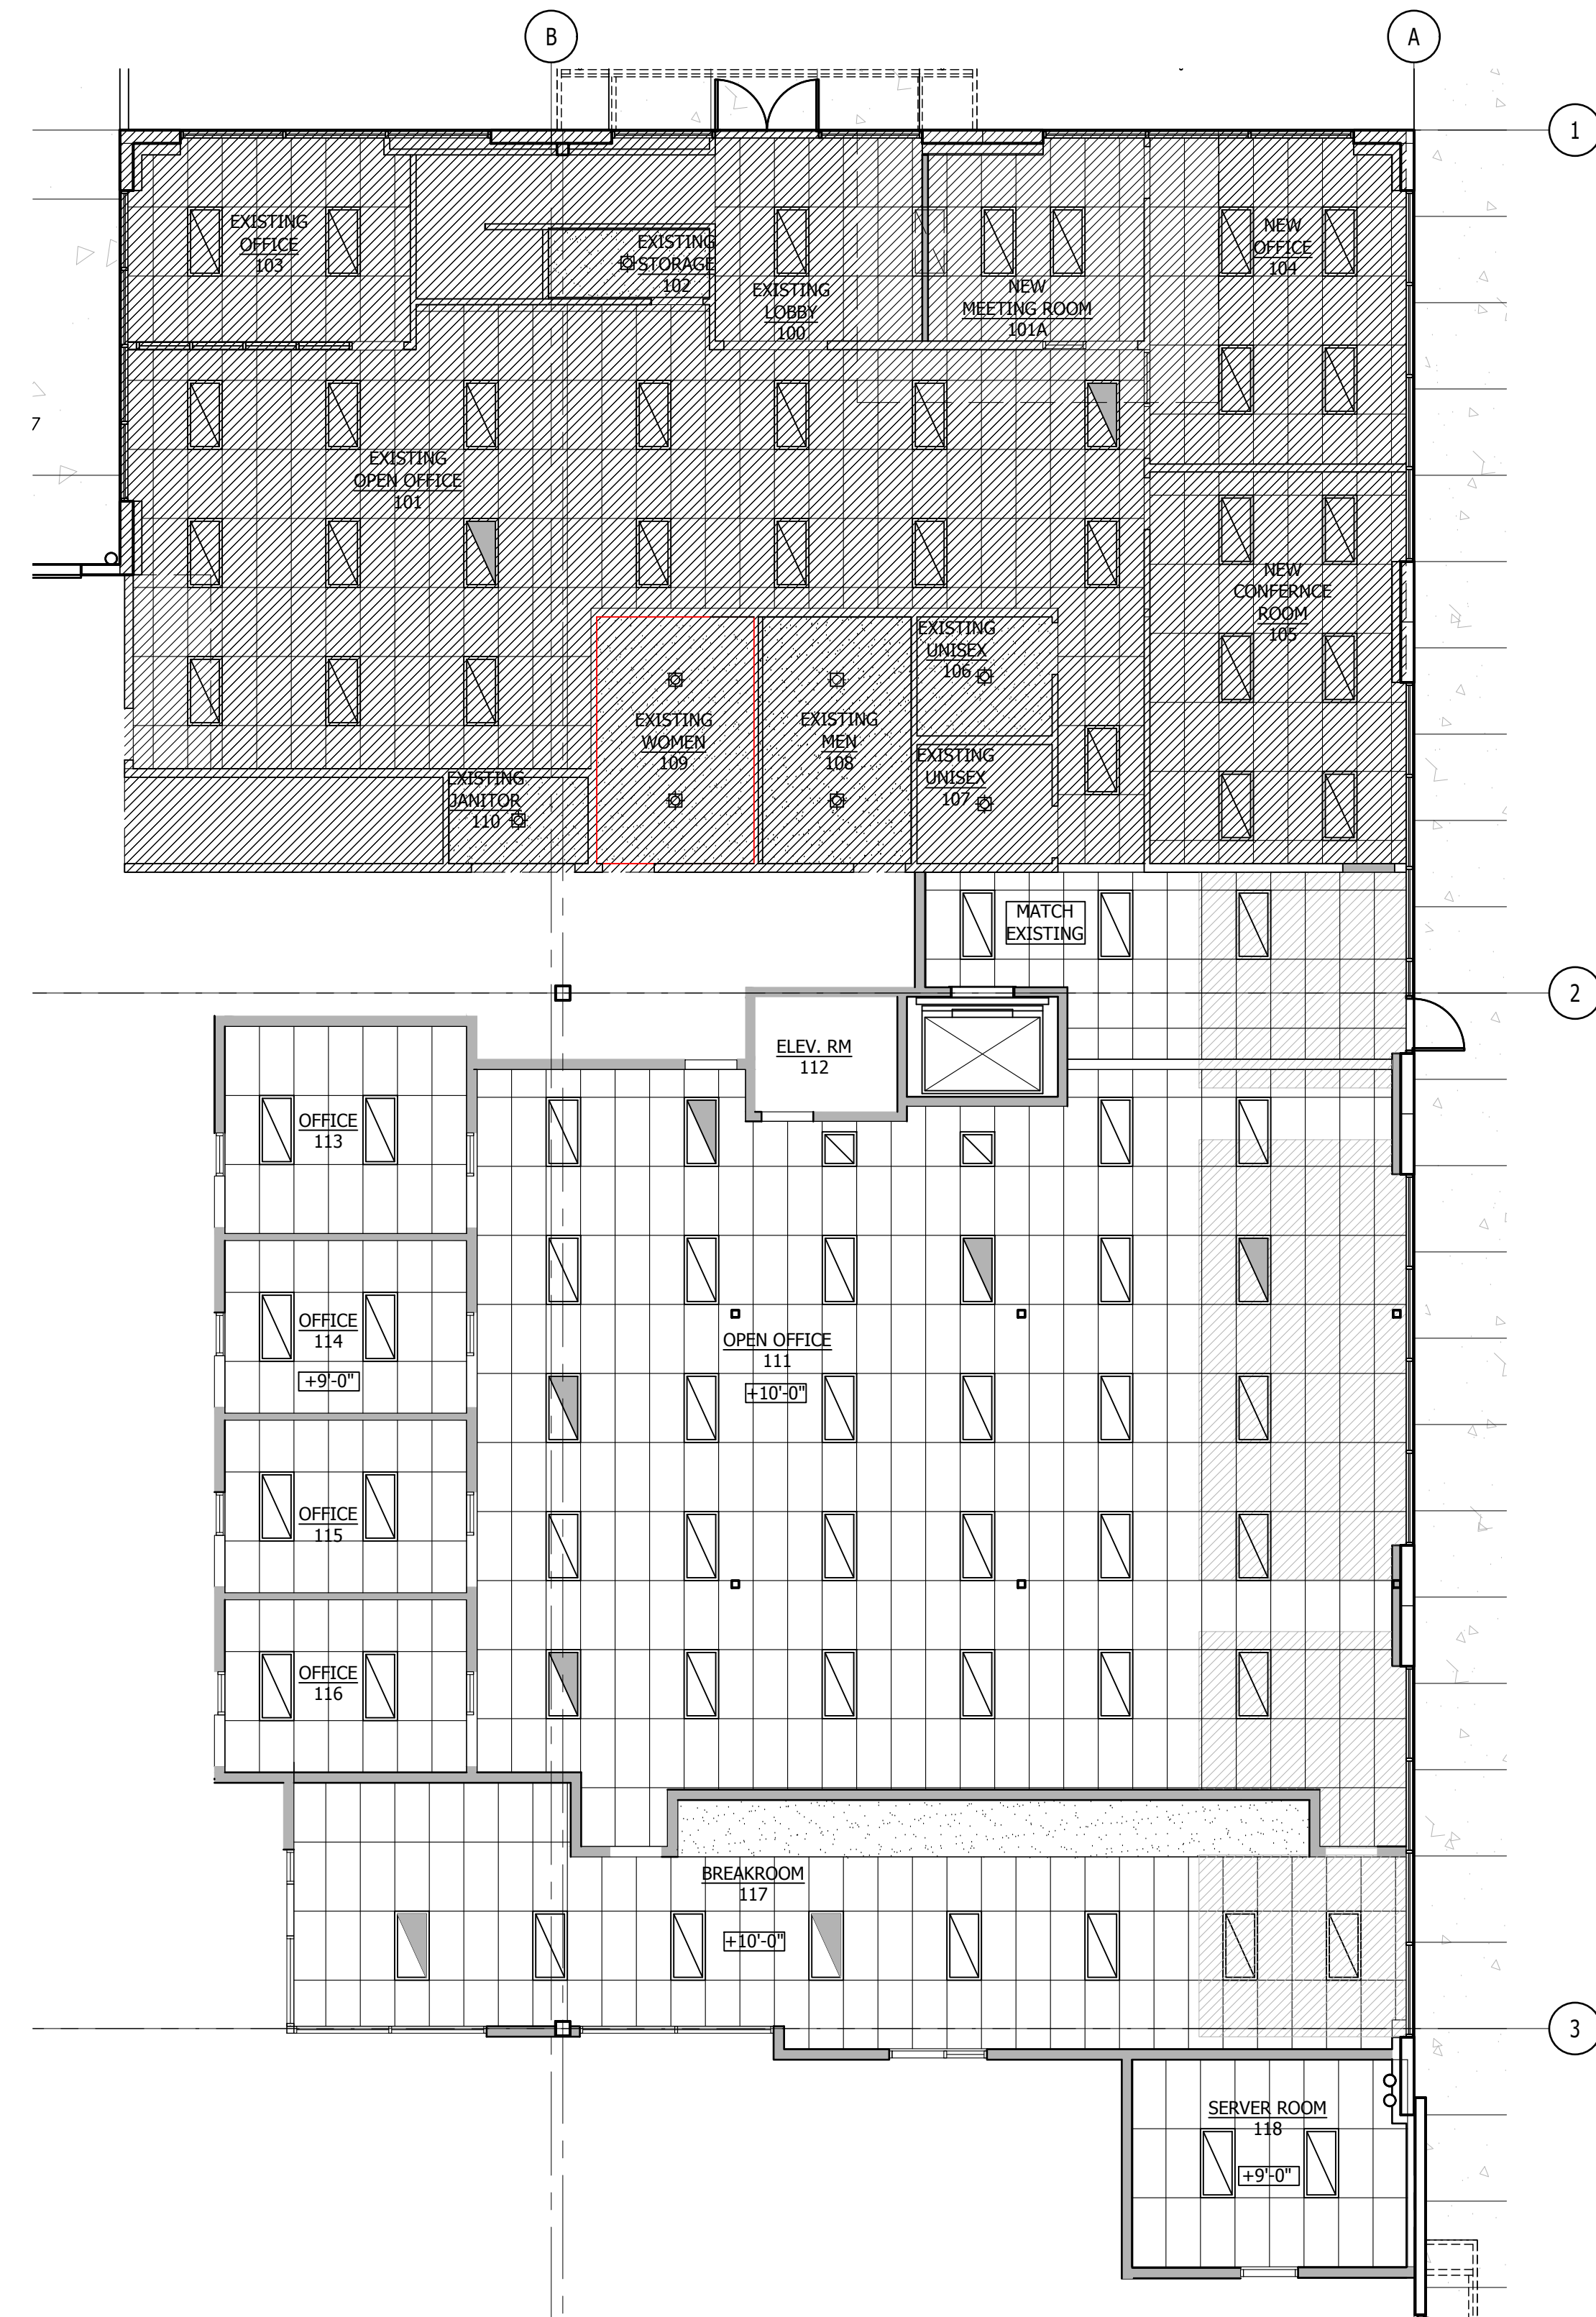 B
A
1
EXISTING
OFFICE
103
EXISTING
STORAGE
102
EXISTING
LOBBY
100
NEW
MEETING ROOM
101A
NEW
OFFICE
104
7
EXISTING
OPEN OFFICE
101
NEW
CONFERNCE
ROOM
105
EXISTING
UNISEX
106
EXISTING
WOMEN
109
EXISTING
MEN
108
EXISTING
UNISEX
107
EXISTING
JANITOR
110
MATCH
EXISTING
2
ELEV. RM
112
OFFICE
113
OFFICE
114
+9'-0"
OPEN OFFICE
111
+10'-0"
OFFICE
115
OFFICE
116
BREAKROOM
117
+10'-0"
3
SERVER ROOM
118
+9'-0"